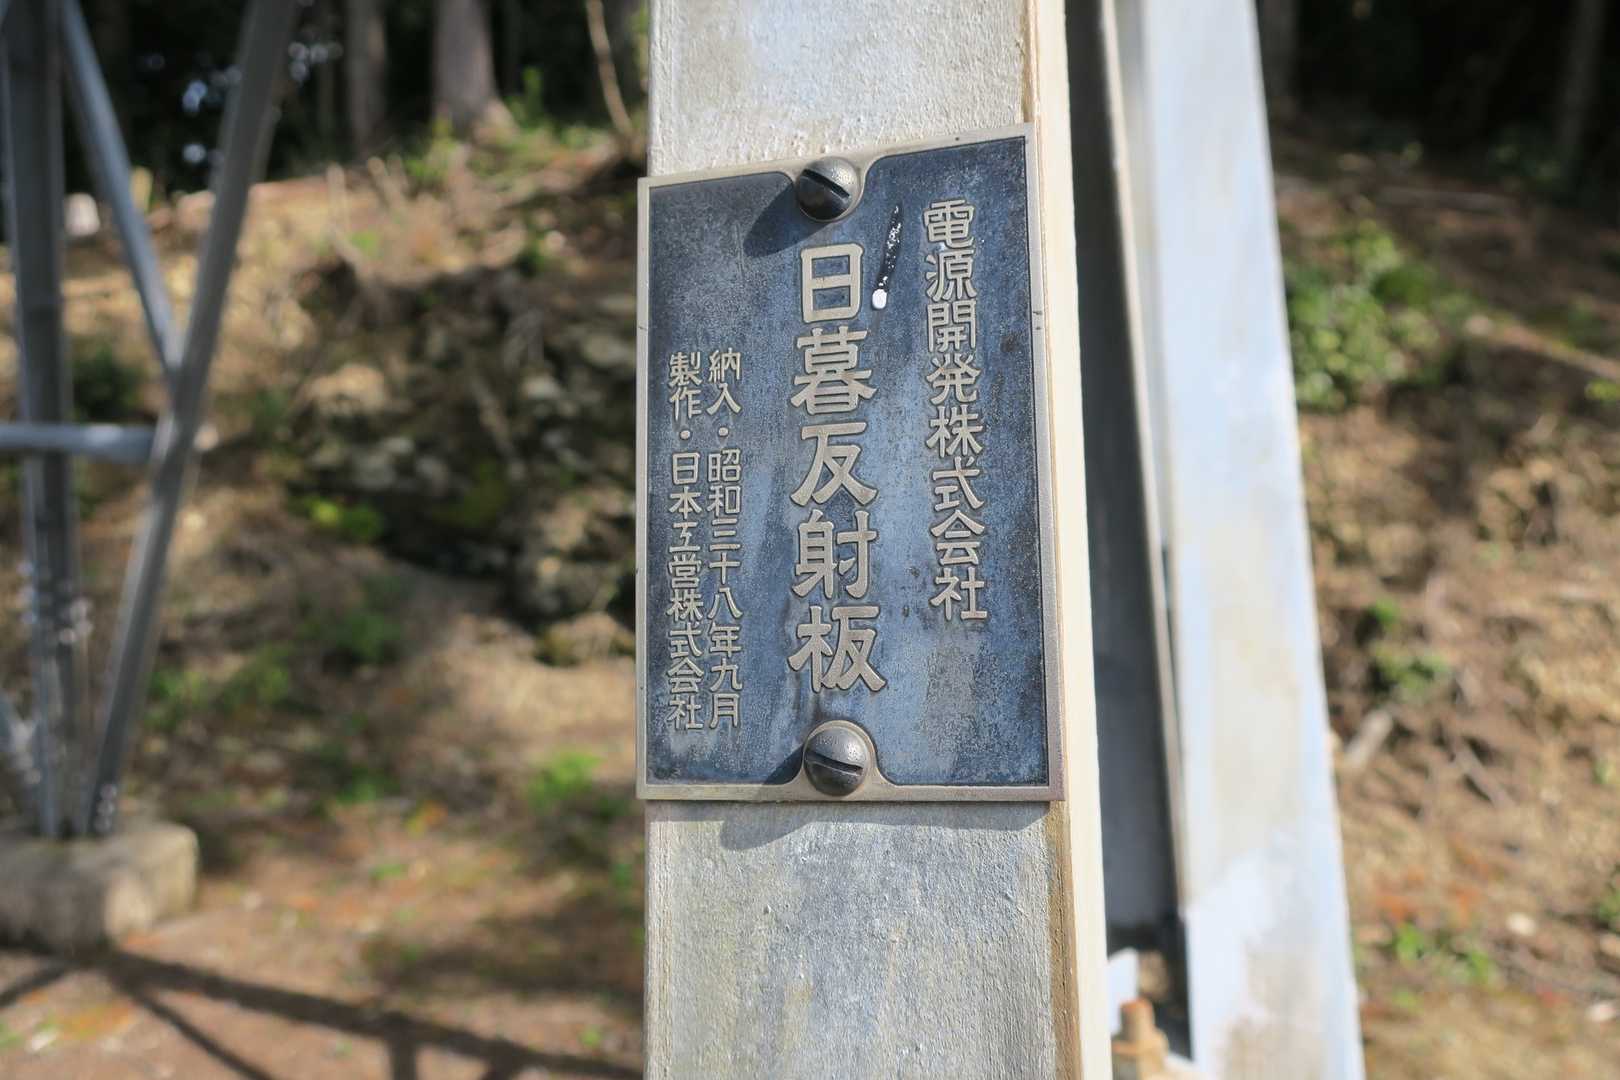 電源開発株式会社
日暮反射板
納入・昭和三十八年九月
製作・日本工営株式会社